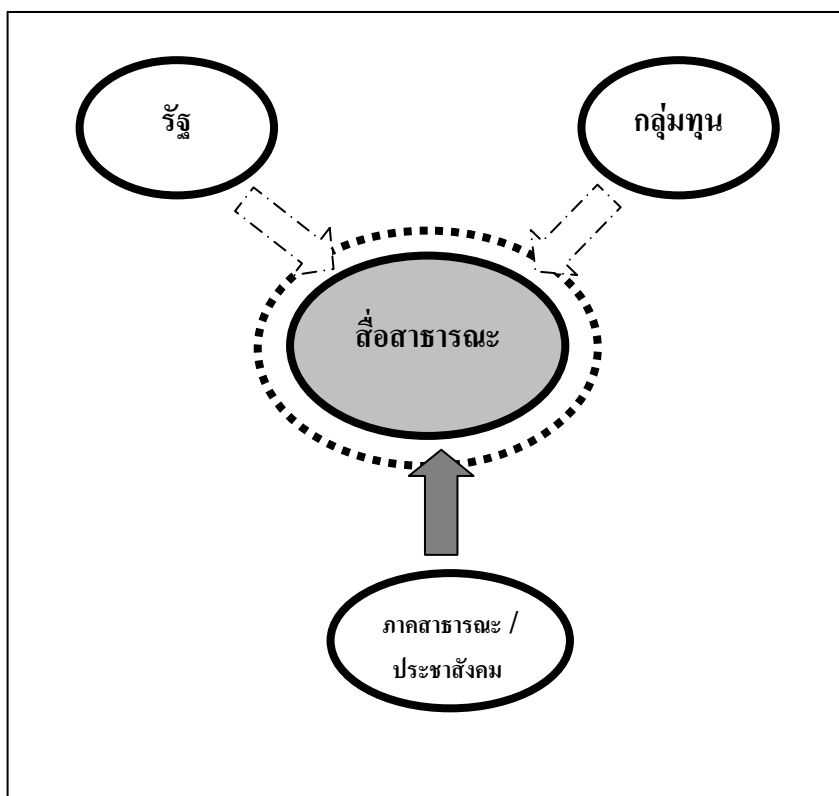 รัฐ
กลุ่มทุน
สื่อสาธารณะ
ภาคสาธารณะ /
ประชาสังคม